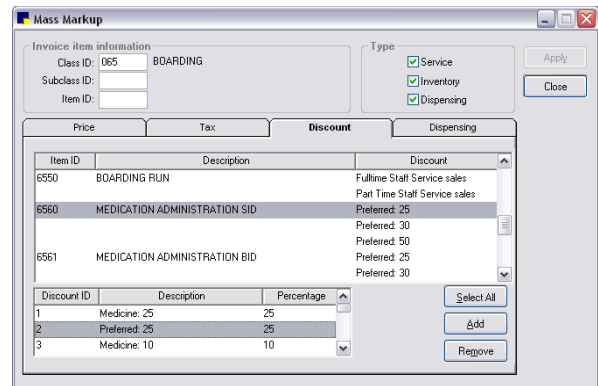 Mass Markup
Invoice item information
Class ID: 065 BOARDING
Subclass ID:
Item ID:
Type
Service
Inventory
Dispensing
Apply
Close
Price Tax Discount Dispensing
Item ID Description Discount
6550 BOARDING RUN Fulltime Staff Service sales
Part Time Staff Service sales
6560 MEDICATION ADMINISTRATION SID Preferred: 25
Preferred: 30
Preferred: 50
6561 MEDICATION ADMINISTRATION BID Preferred: 25
Preferred: 30
Discount ID Description Percentage
1 Medicine: 25 25
2 Preferred: 25 25
3 Medicine: 10 10
Select All
Add
Remove